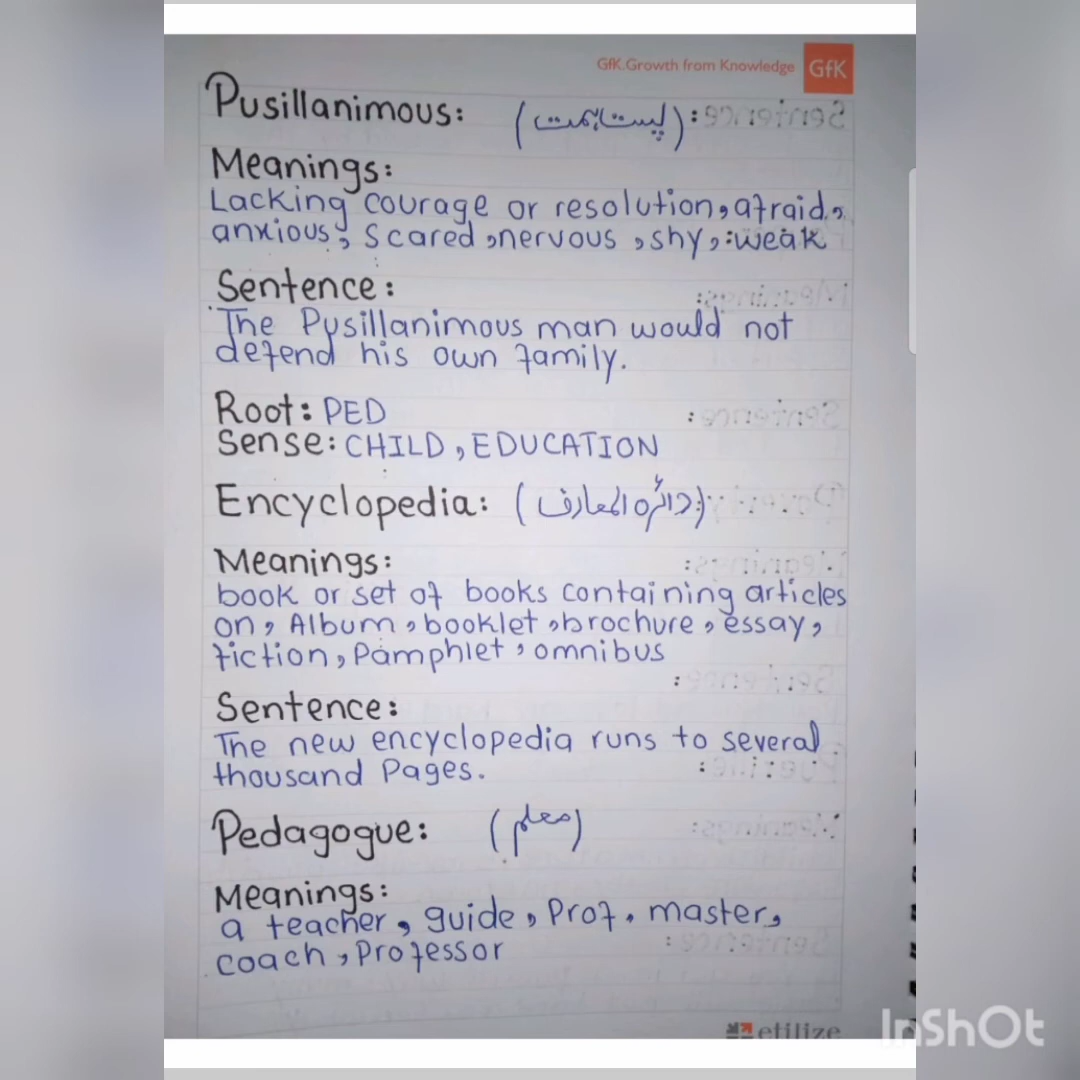 GfK. Growth from Knowledge GfK
Pusillanimous: (پست ہمت)
Meanings:
Lacking courage or resolution, afraid,
anxious, scared, nervous, shy, weak
Sentence:
The Pusillanimous man would not
defend his own family.
Root: PED
Sense: CHILD, EDUCATION
Encyclopedia: (دائرہ المعارف)
Meanings:
book or set of books containing articles
on, Album, booklet, brochure, essay,
fiction, Pamphlet, omnibus
Sentence:
The new encyclopedia runs to several
thousand Pages.
Pedagogue: (معلم)
Meanings:
a teacher, guide, Prof. master,
coach, Professor
etilize
InShOt